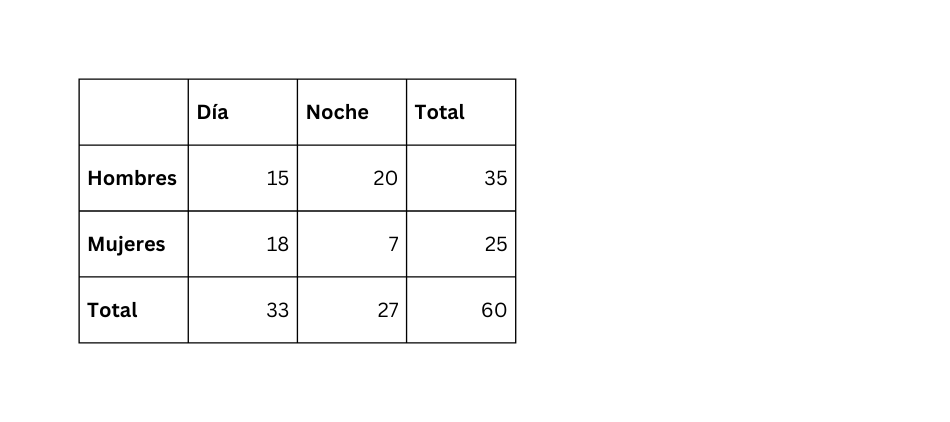 Día Noche Total
Hombres 15 20 35
Mujeres 18 7 25
Total 33 27 60